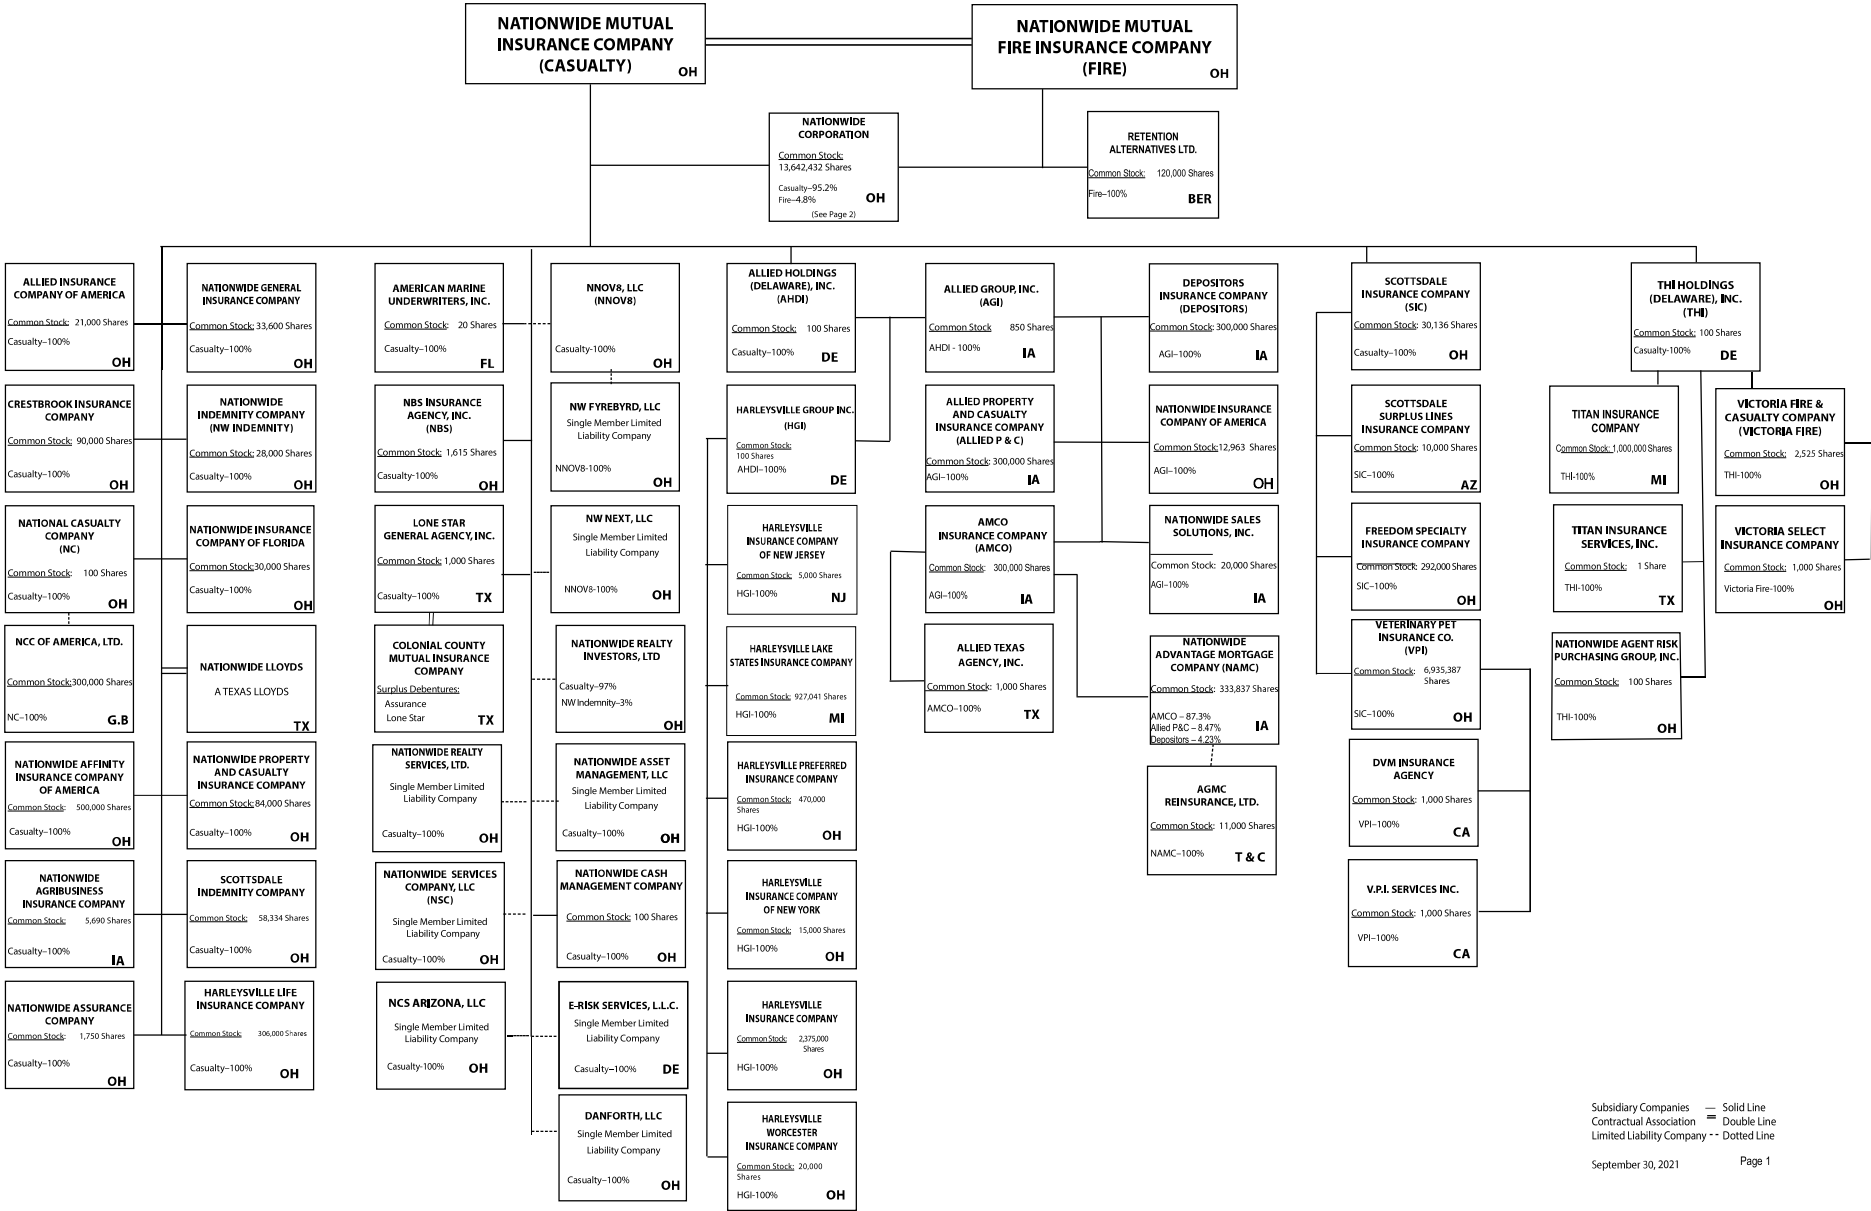 NATIONWIDE MUTUAL
INSURANCE COMPANY
(CASUALTY)
OH
NATIONWIDE MUTUAL
FIRE INSURANCE COMPANY
(FIRE)
OH
NATIONWIDE
CORPORATION
Common Stock:
13,642,432 Shares
Casualty–95.2%
Fire–4.8%
OH
(See Page 2)
RETENTION
ALTERNATIVES LTD.
Common Stock: 120,000 Shares
Fire–100%
BER
ALLIED INSURANCE
COMPANY OF AMERICA
Common Stock: 21,000 Shares
Casualty–100%
OH
CRESTBROOK INSURANCE
COMPANY
Common Stock: 90,000 Shares
Casualty–100%
OH
NATIONAL CASUALTY
COMPANY
(NC)
Common Stock: 100 Shares
Casualty–100%
OH
NCC OF AMERICA, LTD.
Common Stock:300,000 Shares
NC–100%
G.B
NATIONWIDE AFFINITY
INSURANCE COMPANY
OF AMERICA
Common Stock: 500,000 Shares
Casualty–100%
OH
NATIONWIDE
AGRIBUSINESS
INSURANCE COMPANY
Common Stock: 5,690 Shares
Casualty–100%
IA
NATIONWIDE ASSURANCE
COMPANY
Common Stock: 1,750 Shares
Casualty–100%
OH
NATIONWIDE GENERAL
INSURANCE COMPANY
Common Stock: 33,600 Shares
Casualty–100%
OH
NATIONWIDE
INDEMNITY COMPANY
(NW INDEMNITY)
Common Stock: 28,000 Shares
Casualty–100%
OH
NATIONWIDE INSURANCE
COMPANY OF FLORIDA
Common Stock:30,000 Shares
Casualty–100%
OH
NATIONWIDE LLOYDS
A TEXAS LLOYDS
TX
NATIONWIDE PROPERTY
AND CASUALTY
INSURANCE COMPANY
Common Stock:84,000 Shares
Casualty–100%
OH
SCOTTSDALE
INDEMNITY COMPANY
Common Stock: 58,334 Shares
Casualty–100%
OH
HARLEYSVILLE LIFE
INSURANCE COMPANY
Common Stock: 306,000 Shares
Casualty–100%
OH
AMERICAN MARINE
UNDERWRITERS, INC.
Common Stock: 20 Shares
Casualty–100%
FL
NBS INSURANCE
AGENCY, INC.
(NBS)
Common Stock: 1,615 Shares
Casualty-100%
OH
LONE STAR
GENERAL AGENCY, INC.
Common Stock: 1,000 Shares
Casualty–100%
TX
COLONIAL COUNTY
MUTUAL INSURANCE
COMPANY
Surplus Debentures:
Assurance
Lone Star
TX
NATIONWIDE REALTY
SERVICES, LTD.
Single Member Limited
Liability Company
Casualty–100%
OH
NATIONWIDE SERVICES
COMPANY, LLC
(NSC)
Single Member Limited
Liability Company
Casualty–100%
OH
NCS ARIZONA, LLC
Single Member Limited
Liability Company
Casualty-100%
OH
NNOV8, LLC
(NNOV8)
Casualty-100%
OH
NW FYREBYRD, LLC
Single Member Limited
Liability Company
NNOV8-100%
OH
NW NEXT, LLC
Single Member Limited
Liability Company
NNOV8-100%
OH
NATIONWIDE REALTY
INVESTORS, LTD
Casualty–97%
NW Indemnity–3%
OH
NATIONWIDE ASSET
MANAGEMENT, LLC
Single Member Limited
Liability Company
Casualty–100%
OH
NATIONWIDE CASH
MANAGEMENT COMPANY
Common Stock: 100 Shares
Casualty–100%
OH
E-RISK SERVICES, L.L.C.
Single Member Limited
Liability Company
Casualty–100%
DE
DANFORTH, LLC
Single Member Limited
Liability Company
Casualty–100%
OH
ALLIED HOLDINGS
(DELAWARE), INC.
(AHDI)
Common Stock: 100 Shares
Casualty–100%
DE
HARLEYSVILLE GROUP INC.
(HGI)
Common Stock:
100 Shares
AHDI–100%
DE
HARLEYSVILLE
INSURANCE COMPANY
OF NEW JERSEY
Common Stock: 5,000 Shares
HGI-100%
NJ
HARLEYSVILLE LAKE
STATES INSURANCE COMPANY
Common Stock: 927,041 Shares
HGI-100%
MI
HARLEYSVILLE PREFERRED
INSURANCE COMPANY
Common Stock: 470,000
Shares
HGI-100%
OH
HARLEYSVILLE
INSURANCE COMPANY
OF NEW YORK
Common Stock: 15,000 Shares
HGI-100%
OH
HARLEYSVILLE
INSURANCE COMPANY
Common Stock: 2,375,000
Shares
HGI-100%
OH
HARLEYSVILLE
WORCESTER
INSURANCE COMPANY
Common Stock: 20,000
Shares
HGI-100%
OH
ALLIED GROUP, INC.
(AGI)
Common Stock 850 Shares
AHDI - 100%
IA
ALLIED PROPERTY
AND CASUALTY
INSURANCE COMPANY
(ALLIED P & C)
Common Stock: 300,000 Shares
AGI–100%
IA
AMCO
INSURANCE COMPANY
(AMCO)
Common Stock: 300,000 Shares
AGI–100%
IA
ALLIED TEXAS
AGENCY, INC.
Common Stock: 1,000 Shares
AMCO–100%
TX
DEPOSITORS
INSURANCE COMPANY
(DEPOSITORS)
Common Stock: 300,000 Shares
AGI–100%
IA
NATIONWIDE INSURANCE
COMPANY OF AMERICA
Common Stock:12,963 Shares
AGI–100%
OH
NATIONWIDE SALES
SOLUTIONS, INC.
Common Stock: 20,000 Shares
AGI–100%
IA
NATIONWIDE
ADVANTAGE MORTGAGE
COMPANY (NAMC)
Common Stock: 333,837 Shares
AMCO – 87.3%
Allied P&C – 8.47%
Depositors – 4.23%
IA
AGMC
REINSURANCE, LTD.
Common Stock: 11,000 Shares
NAMC–100%
T & C
SCOTTSDALE
INSURANCE COMPANY
(SIC)
Common Stock: 30,136 Shares
Casualty–100%
OH
SCOTTSDALE
SURPLUS LINES
INSURANCE COMPANY
Common Stock: 10,000 Shares
SIC–100%
AZ
FREEDOM SPECIALTY
INSURANCE COMPANY
Common Stock: 292,000 Shares
SIC–100%
OH
VETERINARY PET
INSURANCE CO.
(VPI)
Common Stock: 6,935,387
Shares
SIC–100%
OH
DVM INSURANCE
AGENCY
Common Stock: 1,000 Shares
VPI–100%
CA
V.P.I. SERVICES INC.
Common Stock: 1,000 Shares
VPI–100%
CA
THI HOLDINGS
(DELAWARE), INC.
(THI)
Common Stock: 100 Shares
Casualty-100%
DE
TITAN INSURANCE
COMPANY
Common Stock: 1,000,000 Shares
THI-100%
MI
TITAN INSURANCE
SERVICES, INC.
Common Stock: 1 Share
THI-100%
TX
NATIONWIDE AGENT RISK
PURCHASING GROUP, INC.
Common Stock: 100 Shares
THI-100%
OH
VICTORIA FIRE &
CASUALTY COMPANY
(VICTORIA FIRE)
Common Stock: 2,525 Shares
THI-100%
OH
VICTORIA SELECT
INSURANCE COMPANY
Common Stock: 1,000 Shares
Victoria Fire-100%
OH
Subsidiary Companies — Solid Line
Contractual Association = Double Line
Limited Liability Company -- Dotted Line
September 30, 2021
Page 1